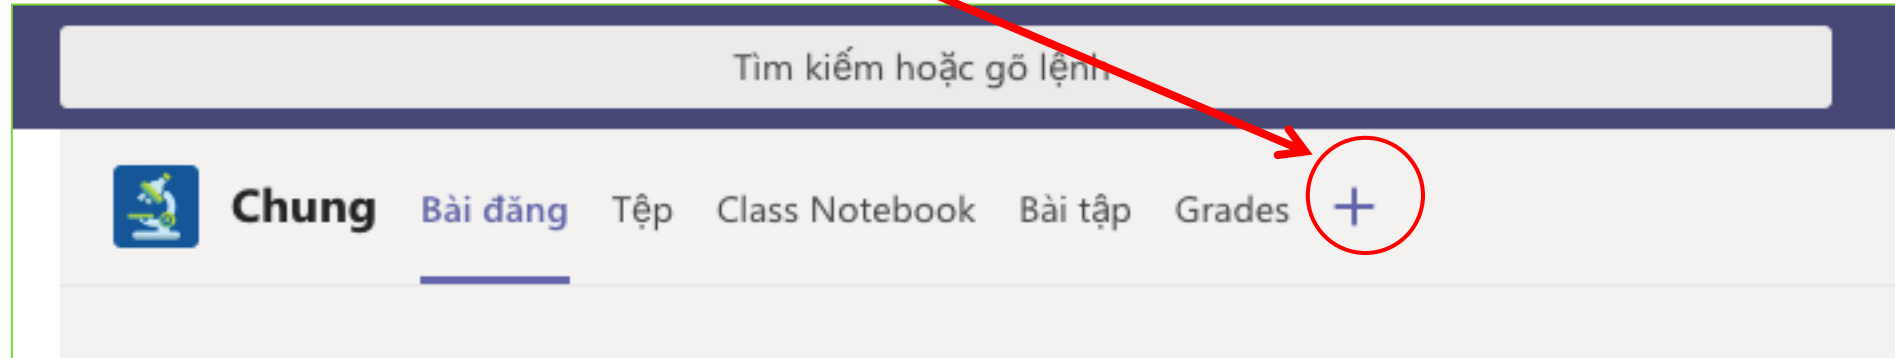 Tìm kiếm hoặc gõ lệnh
Chung Bài đăng Tệp Class Notebook Bài tập Grades +